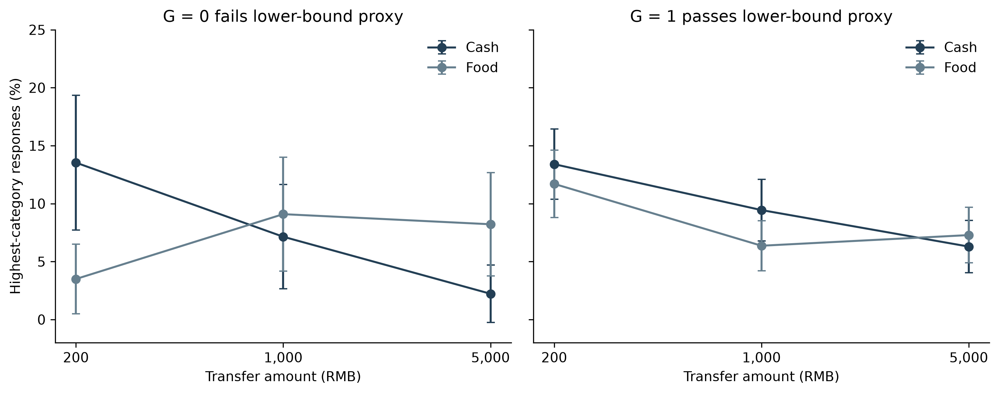 G = 0 fails lower-bound proxy
Highest-category responses (%)
25
20
15
10
5
0
Cash
Food
200
1,000
5,000
Transfer amount (RMB)
G = 1 passes lower-bound proxy
Cash
Food
200
1,000
5,000
Transfer amount (RMB)